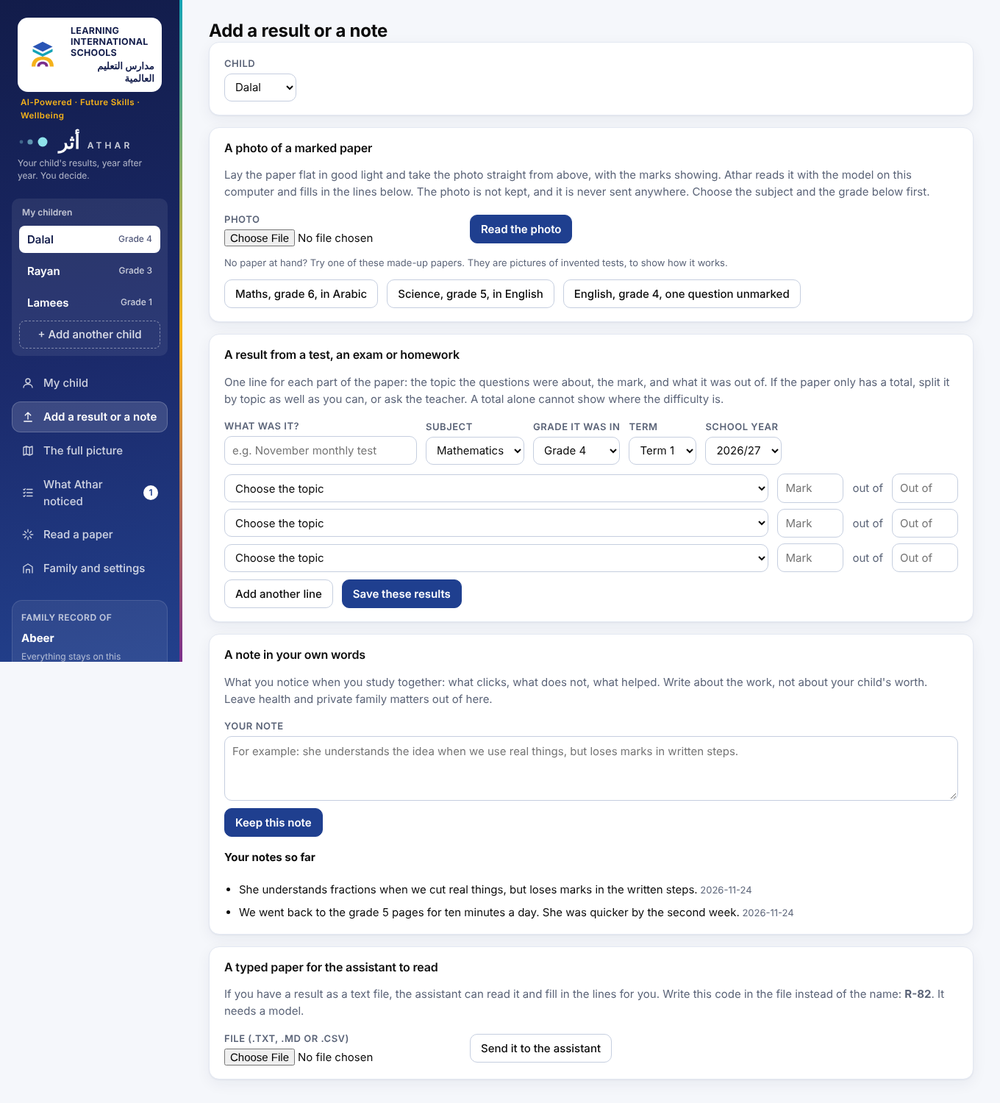 LEARNING
INTERNATIONAL
SCHOOLS
مدارس التعليم
العالمية
AI-Powered · Future Skills ·
Wellbeing
أثر ATHAR
Your child's results, year after
year. You decide.
My children
Dalal Grade 4
Rayan Grade 3
Lamees Grade 1
+ Add another child
My child
Add a result or a note
The full picture
What Athar
noticed 1
Read a paper
Family and settings
FAMILY RECORD OF
Abeer
Everything stays on this
Add a result or a note
CHILD
Dalal
A photo of a marked paper
Lay the paper flat in good light and take the photo straight from above, with the marks showing. Athar reads it with the model on this
computer and fills in the lines below. The photo is not kept, and it is never sent anywhere. Choose the subject and the grade below first.
PHOTO
Choose File No file chosen
Read the photo
No paper at hand? Try one of these made-up papers. They are pictures of invented tests, to show how it works.
Maths, grade 6, in Arabic Science, grade 5, in English English, grade 4, one question unmarked
A result from a test, an exam or homework
One line for each part of the paper: the topic the questions were about, the mark, and what it was out of. If the paper only has a total, split it
by topic as well as you can, or ask the teacher. A total alone cannot show where the difficulty is.
WHAT WAS IT? SUBJECT GRADE IT WAS IN TERM SCHOOL YEAR
e.g. November monthly test Mathematics Grade 4 Term 1 2026/27
Choose the topic Mark out of Out of
Choose the topic Mark out of Out of
Choose the topic Mark out of Out of
Add another line Save these results
A note in your own words
What you notice when you study together: what clicks, what does not, what helped. Write about the work, not about your child's worth.
Leave health and private family matters out of here.
YOUR NOTE
For example: she understands the idea when we use real things, but loses marks in written steps.
Keep this note
Your notes so far
• She understands fractions when we cut real things, but loses marks in the written steps. 2026-11-24
• We went back to the grade 5 pages for ten minutes a day. She was quicker by the second week. 2026-11-24
A typed paper for the assistant to read
If you have a result as a text file, the assistant can read it and fill in the lines for you. Write this code in the file instead of the name: R-82. It
needs a model.
FILE (.TXT, .MD OR .CSV)
Choose File No file chosen
Send it to the assistant